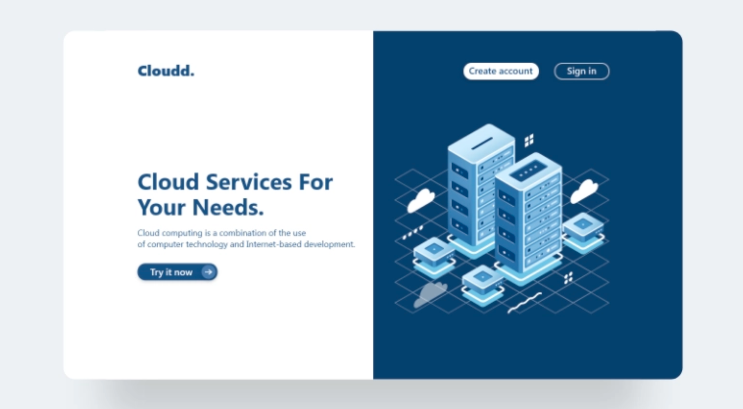 Cloudd.
Create account
Sign in
Cloud Services For
Your Needs.
Cloud computing is a combination of the use
of computer technology and Internet-based development.
Try it now